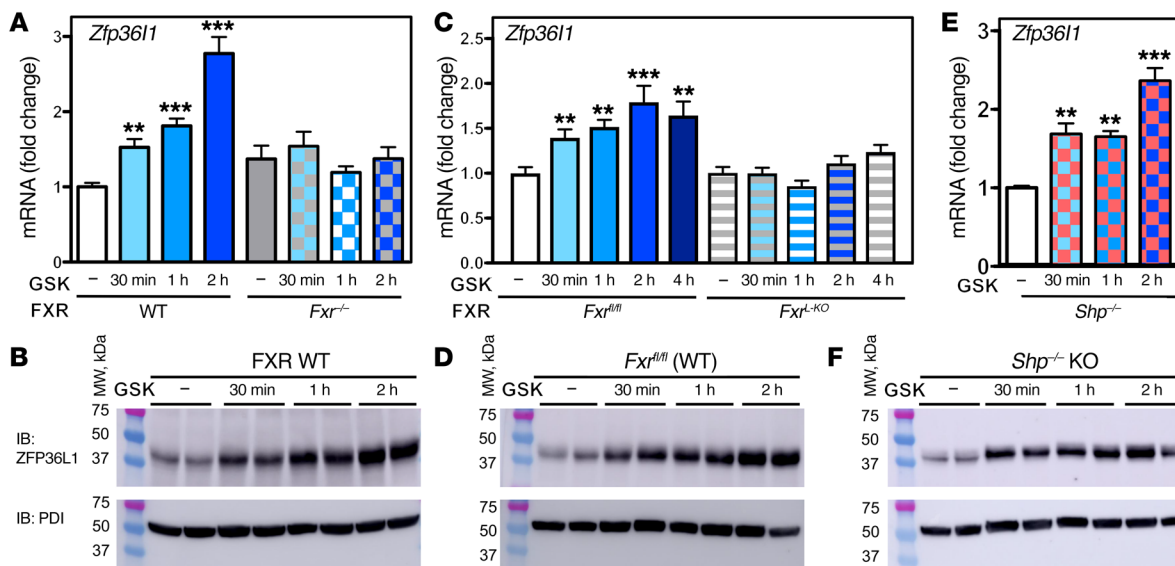 A
Zfp36l1
mRNA (fold change)
3
2
1
0
** *** ***
GSK – 30 min 1 h 2 h – 30 min 1 h 2 h
FXR WT Fxr–/–
C
Zfp36l1
mRNA (fold change)
2.5
2.0
1.5
1.0
0.5
0.0
** ** *** **
GSK – 30 min 1 h 2 h 4 h – 30 min 1 h 2 h 4 h
FXR Fxrfl/fl FxrL-KO
E
Zfp36l1
mRNA (fold change)
3
2
1
0
** ** ***
GSK – 30 min 1 h 2 h
Shp–/–
B
MW, kDa
FXR WT
GSK – 30 min 1 h 2 h
75
50
37
IB:
ZFP36L1
75
50
37
IB: PDI
D
MW, kDa
Fxrfl/fl (WT)
GSK – 30 min 1 h 2 h
75
50
37
75
50
37
F
MW, kDa
Shp–/– KO
GSK – 30 min 1 h 2 h
75
50
37
75
50
37